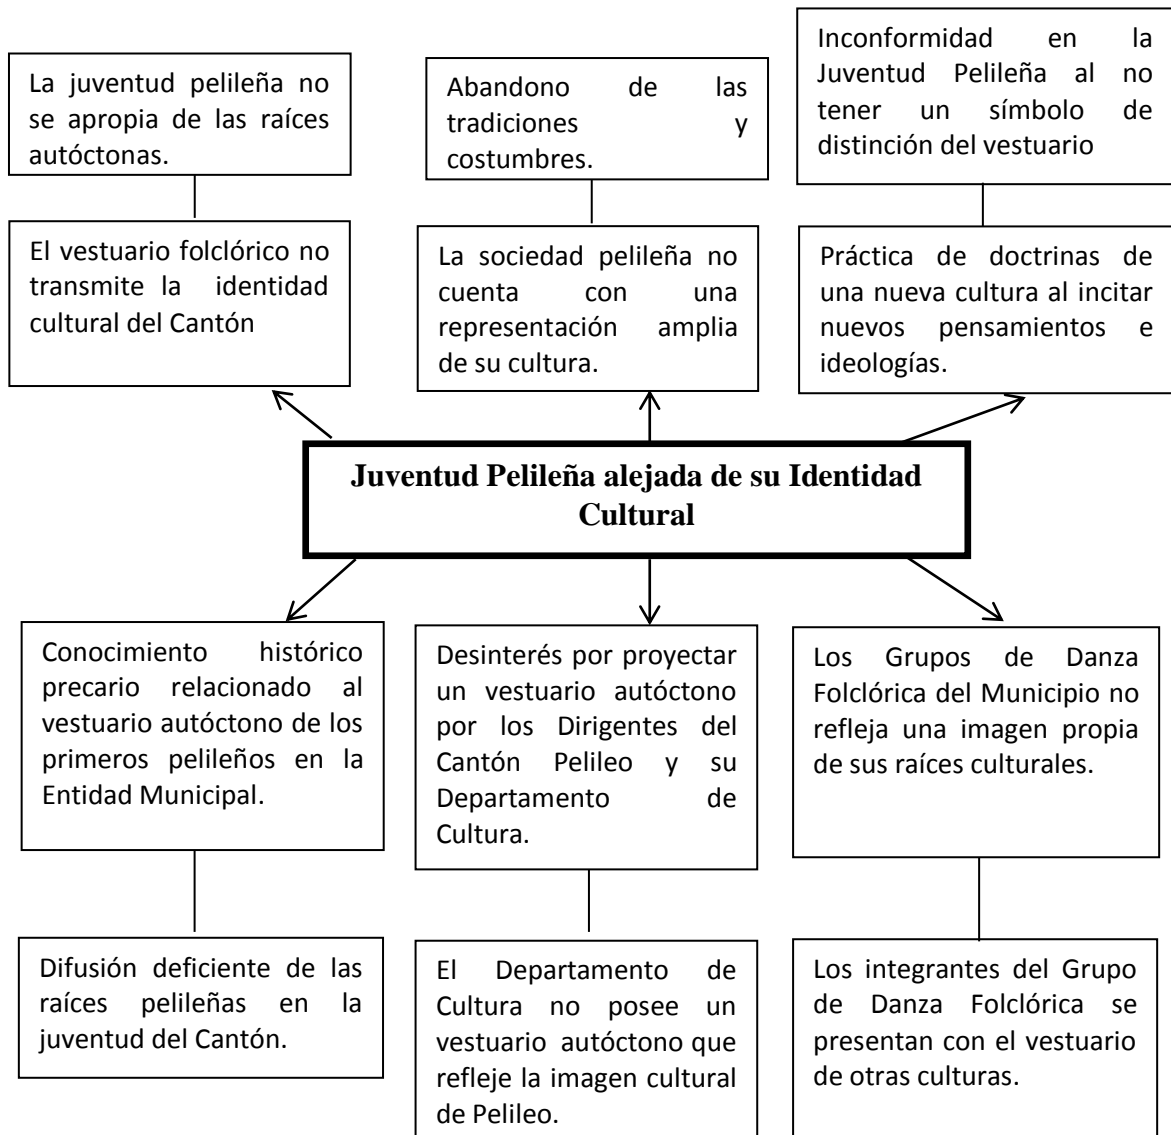 La juventud pelileña no
se apropia de las raíces
autóctonas.
Abandono de las
tradiciones y
costumbres.
Inconformidad en la
Juventud Pelileña al no
tener un símbolo de
distinción del vestuario
El vestuario folclórico no
transmite la identidad
cultural del Cantón
La sociedad pelileña no
cuenta con una
representación amplia
de su cultura.
Práctica de doctrinas de
una nueva cultura al incitar
nuevos pensamientos e
ideologías.
Juventud Pelileña alejada de su Identidad
Cultural
Conocimiento histórico
precario relacionado al
vestuario autóctono de los
primeros pelileños en la
Entidad Municipal.
Desinterés por proyectar
un vestuario autóctono
por los Dirigentes del
Cantón Pelileo y su
Departamento de
Cultura.
Los Grupos de Danza
Folclórica del Municipio no
refleja una imagen propia
de sus raíces culturales.
Difusión deficiente de las
raíces pelileñas en la
juventud del Cantón.
El Departamento de
Cultura no posee un
vestuario autóctono que
refleje la imagen cultural
de Pelileo.
Los integrantes del Grupo
de Danza Folclórica se
presentan con el vestuario
de otras culturas.